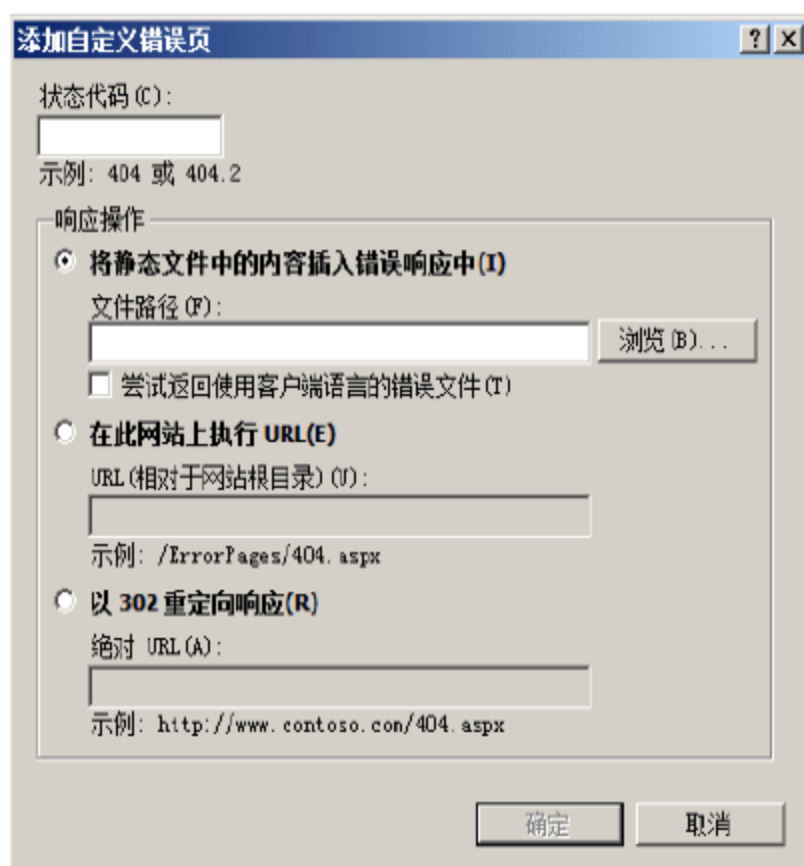 添加自定义错误页
状态代码(C):
示例: 404 或 404.2
响应操作
将静态文件中的内容插入错误响应中(I)
文件路径(F):
浏览(B)...
尝试返回使用客户端语言的错误文件(T)
在此网站上执行 URL(E)
URL(相对于网站根目录)(U):
示例: /ErrorPages/404.aspx
以 302 重定向响应(R)
绝对 URL(A):
示例: http://www.contoso.com/404.aspx
确定
取消